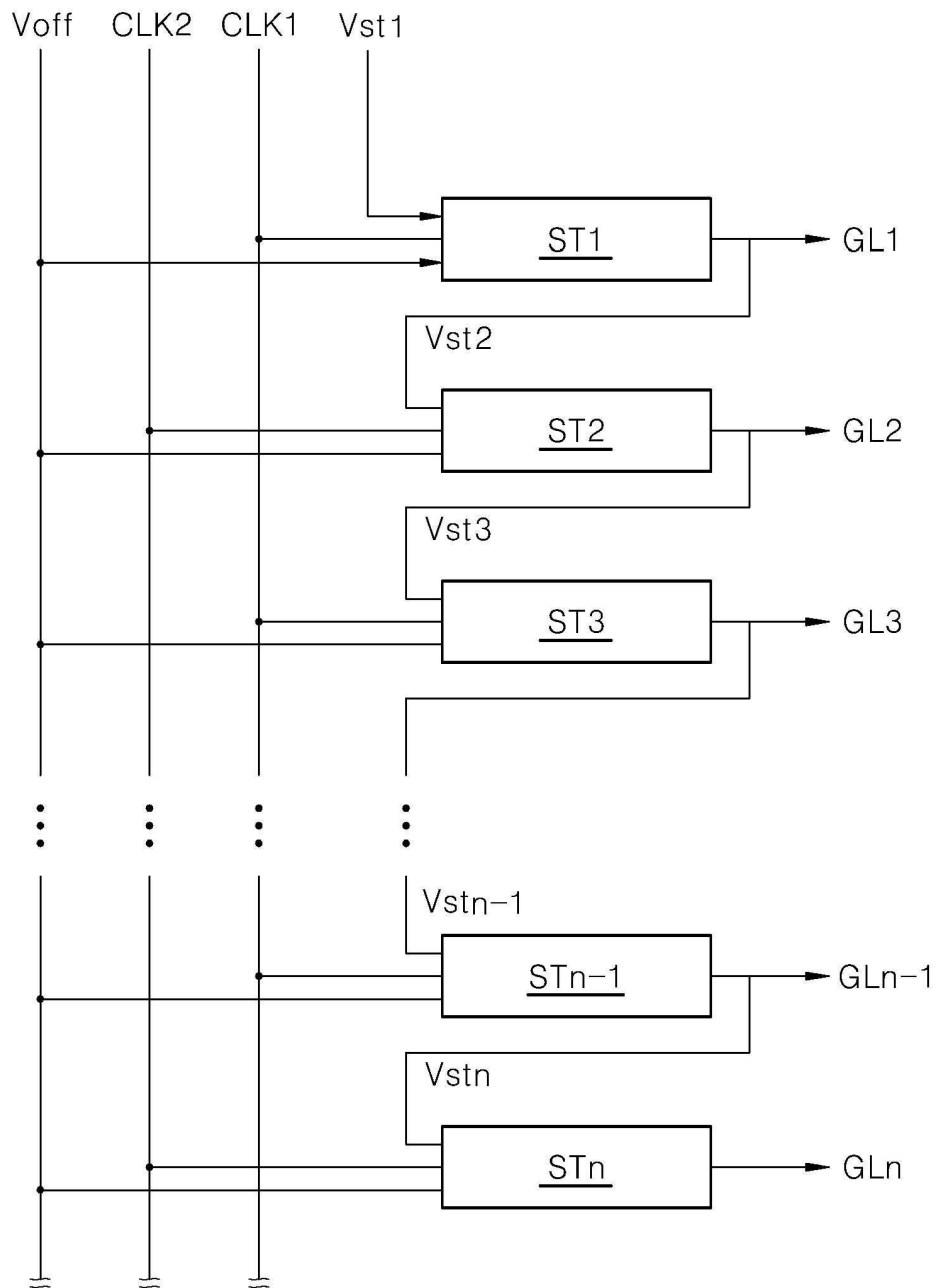 Voff CLK2 CLK1 Vst1
ST1 GL1
Vst2
ST2 GL2
Vst3
ST3 GL3
Vstn-1
STn-1 GLn-1
Vstn
STn GLn